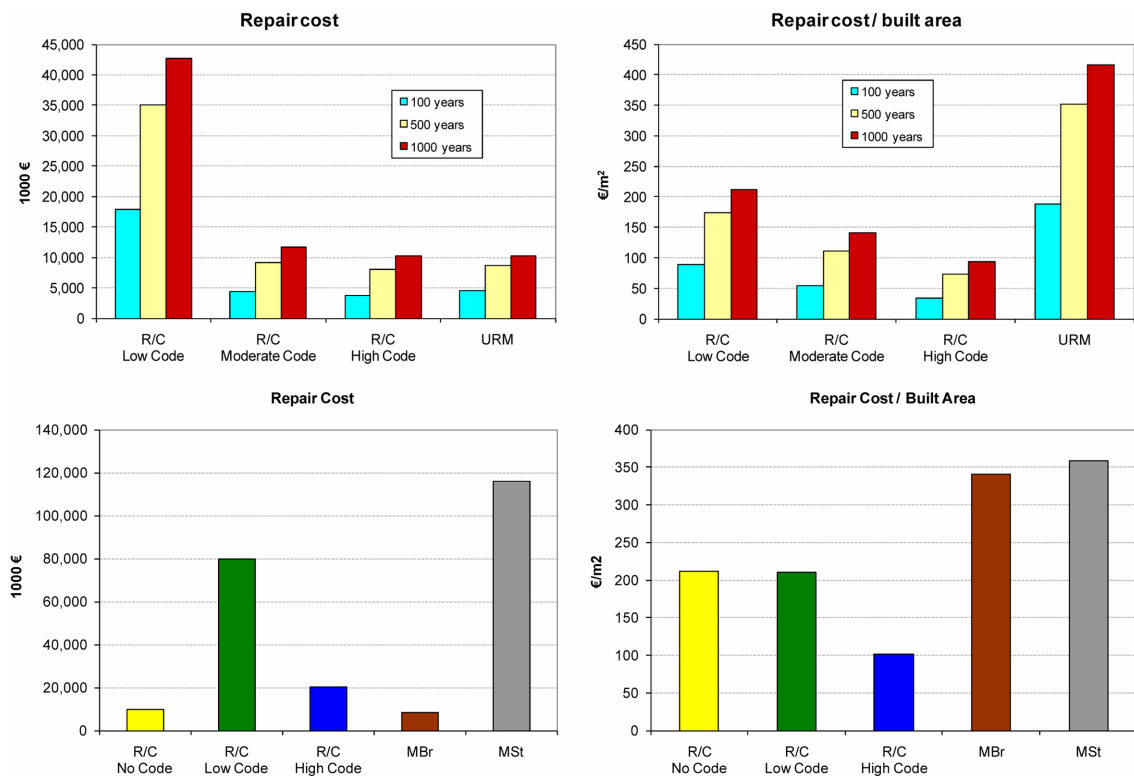 Repair cost
45,000
40,000
35,000
30,000
25,000
20,000
15,000
10,000
5,000
0
1000 €
100 years
500 years
1000 years
R/C
Low Code
R/C
Moderate Code
R/C
High Code
URM
Repair cost / built area
450
400
350
300
250
200
150
100
50
0
€/m²
100 years
500 years
1000 years
R/C
Low Code
R/C
Moderate Code
R/C
High Code
URM
Repair Cost
140,000
120,000
100,000
80,000
60,000
40,000
20,000
0
1000 €
R/C
No Code
R/C
Low Code
R/C
High Code
MBr
MSt
Repair Cost / Built Area
400
350
300
250
200
150
100
50
0
€/m2
R/C
No Code
R/C
Low Code
R/C
High Code
MBr
MSt